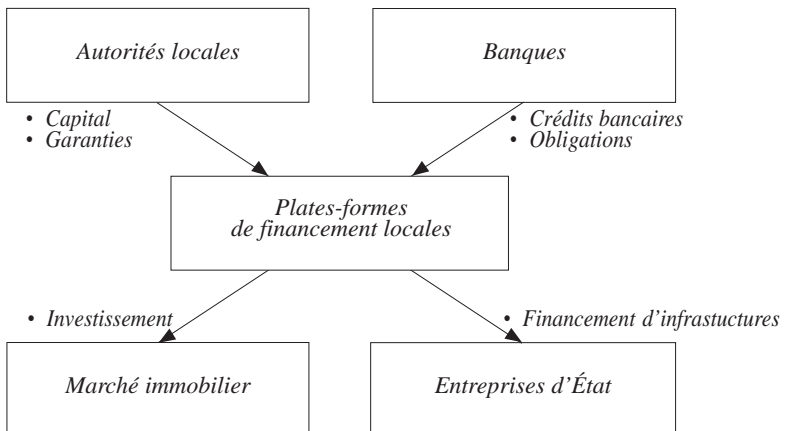 Autorités locales
Banques
• Capital
• Garanties
• Crédits bancaires
• Obligations
Plates-formes
de financement locales
• Investissement
• Financement d’infrastuctures
Marché immobilier
Entreprises d’État